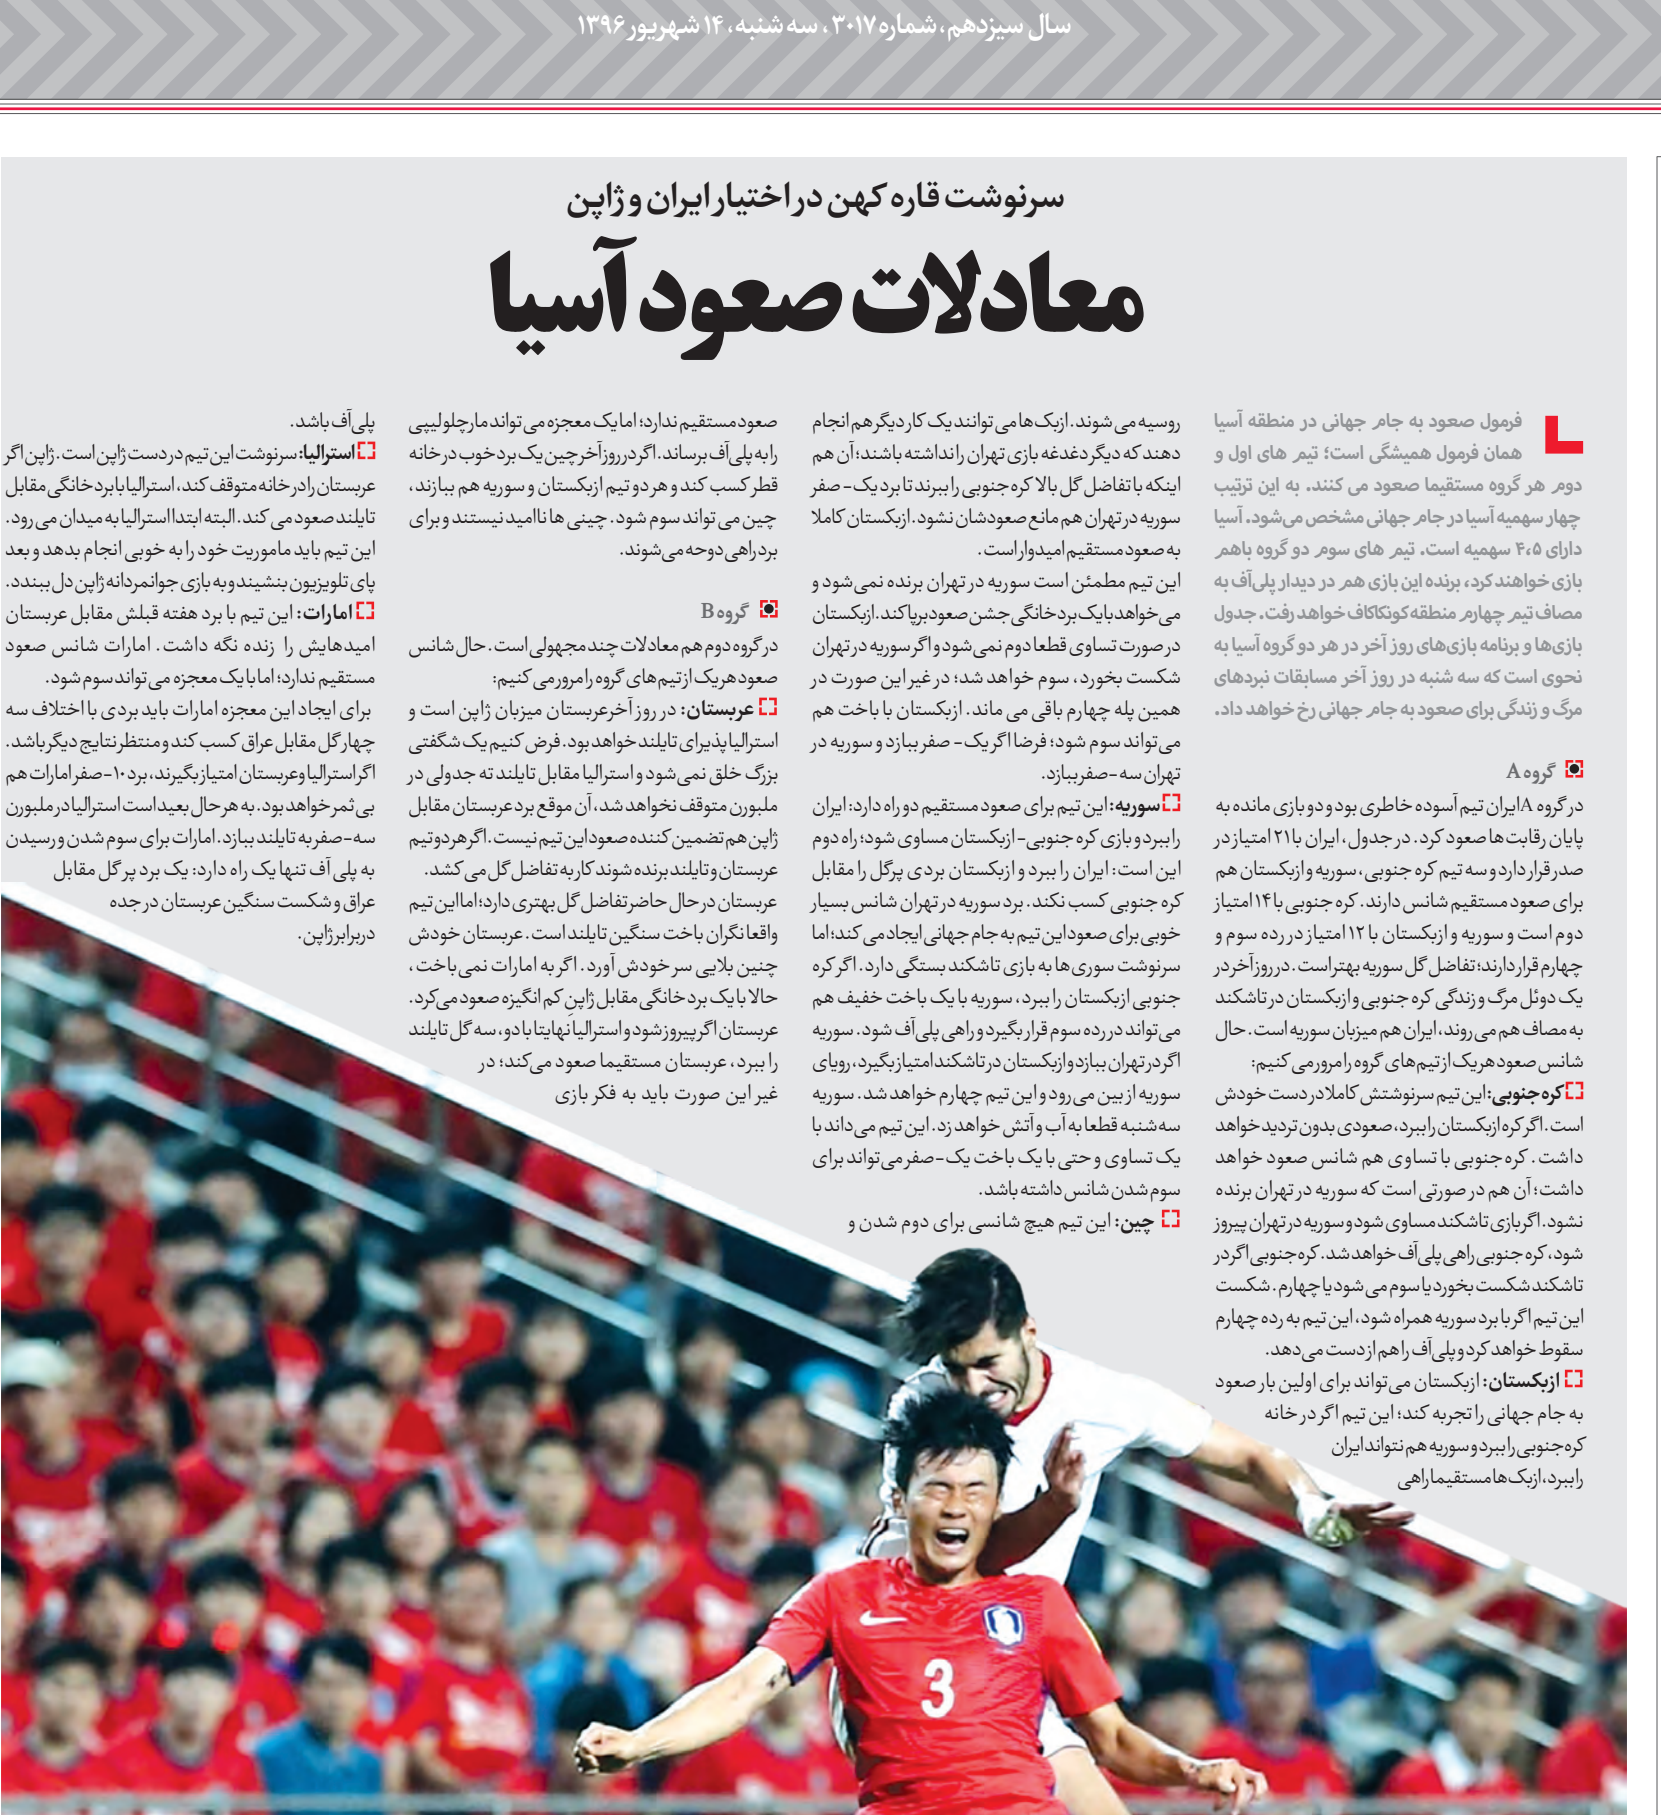 سال سیزدهم، شماره ۳۰۱۷، سه شنبه، ۱۴ شهریور ۱۳۹۶
سرنوشت قاره کهن در اختیار ایران و ژاپن
معادلات صعود آسیا
فرمول صعود به جام جهانی در منطقه آسیا
همان فرمول همیشگی است؛ تیم های اول و
دوم هر گروه مستقیما صعود می کنند. به این ترتیب
چهار سهمیه آسیا در جام جهانی مشخص می‌شود. آسیا
دارای ۴،۵ سهمیه است. تیم های سوم دو گروه باهم
بازی خواهند کرد، برنده این بازی هم در دیدار پلی‌آف به
مصاف تیم چهارم منطقه کونکاکاف خواهد رفت. جدول
بازی‌ها و برنامه بازی‌های روز آخر در هر دو گروه آسیا به
نحوی است که سه شنبه در روز آخر مسابقات نبردهای
مرگ و زندگی برای صعود به جام جهانی رخ خواهد داد.
گروه A
در گروه A ایران تیم آسوده خاطری بود و دو بازی مانده به
پایان رقابت ها صعود کرد. در جدول، ایران با ۲۱ امتیاز در
صدر قرار دارد و سه تیم کره جنوبی، سوریه و ازبکستان هم
برای صعود مستقیم شانس دارند. کره جنوبی با ۱۴ امتیاز
دوم است و سوریه و ازبکستان با ۱۲ امتیاز در رده سوم و
چهارم قرار دارند؛ تفاضل گل سوریه بهتر است. در روز آخر در
یک دوئل مرگ و زندگی کره جنوبی و ازبکستان در تاشکند
به مصاف هم می‌روند، ایران هم میزبان سوریه است. حال
شانس صعود هر یک از تیم‌های گروه را مرور می کنیم:
کره جنوبی: این تیم سرنوشتش کاملا در دست خودش
است. اگر کره ازبکستان را ببرد، صعودی بدون تردید خواهد
داشت. کره جنوبی با تساوی هم شانس صعود خواهد
داشت؛ آن هم در صورتی است که سوریه در تهران برنده
نشود. اگر بازی تاشکند مساوی شود و سوریه در تهران پیروز
شود، کره جنوبی راهی پلی‌آف خواهد شد. کره‌جنوبی اگر در
تاشکند شکست بخورد یا سوم می شود یا چهارم. شکست
این تیم اگر با برد سوریه همراه شود، این تیم به رده چهارم
سقوط خواهد کرد و پلی‌آف را هم از دست می‌دهد.
ازبکستان: ازبکستان می‌تواند برای اولین بار صعود
به جام جهانی را تجربه کند؛ این تیم اگر در خانه
کره‌جنوبی را ببرد و سوریه هم نتواند ایران
را ببرد، ازبک‌ها مستقیما راهی
روسیه می شوند. ازبک‌ها می توانند یک کار دیگر هم انجام
دهند که دیگر دغدغه بازی تهران را نداشته باشند؛ آن هم
اینکه با تفاضل گل بالا کره جنوبی را ببرند تا برد یک- صفر
سوریه در تهران هم مانع صعودشان نشود. ازبکستان کاملا
به صعود مستقیم امیدوار است.
این تیم مطمئن است سوریه در تهران برنده نمی‌شود و
می‌خواهد با یک برد خانگی جشن صعود برپا کند. ازبکستان
در صورت تساوی قطعا دوم نمی‌شود و اگر سوریه در تهران
شکست بخورد، سوم خواهد شد؛ در غیر این صورت در
همین پله چهارم باقی می ماند. ازبکستان با باخت هم
می‌تواند سوم شود؛ فرضا اگر یک- صفر ببازد و سوریه در
تهران سه -صفر ببازد.
سوریه: این تیم برای صعود مستقیم دو راه دارد: ایران
را ببرد و بازی کره جنوبی- ازبکستان مساوی شود؛ راه دوم
این است: ایران را ببرد و ازبکستان بردی پرگل را مقابل
کره جنوبی کسب نکند. برد سوریه در تهران شانس بسیار
خوبی برای صعود این تیم به جام جهانی ایجاد می کند؛ اما
سرنوشت سوری ها به بازی تاشکند بستگی دارد. اگر کره
جنوبی ازبکستان را ببرد، سوریه با یک باخت خفیف هم
می‌تواند در رده سوم قرار بگیرد و راهی پلی‌آف شود. سوریه
اگر در تهران ببازد و ازبکستان در تاشکند امتیاز بگیرد، رویای
سوریه از بین می رود و این تیم چهارم خواهد شد. سوریه
سه‌شنبه قطعا به آب و آتش خواهد زد. این تیم می‌داند با
یک تساوی و حتی با یک باخت یک-صفر می‌تواند برای
سوم شدن شانس داشته باشد.
چین: این تیم هیچ شانسی برای دوم شدن و
صعود مستقیم ندارد؛ اما یک معجزه می تواند مارچلو لیپی
را به پلی‌آف برساند. اگر در روز آخر چین یک برد خوب در خانه
قطر کسب کند و هر دو تیم ازبکستان و سوریه هم ببازند،
چین می تواند سوم شود. چینی ها ناامید نیستند و برای
برد راهی دوحه می‌شوند.
گروه B
در گروه دوم هم معادلات چند مجهولی است. حال شانس
صعود هر یک از تیم‌های گروه را مرور می کنیم:
عربستان: در روز آخر عربستان میزبان ژاپن است و
استرالیا پذیرای تایلند خواهد بود. فرض کنیم یک شگفتی
بزرگ خلق نمی شود و استرالیا مقابل تایلند ته جدولی در
ملبورن متوقف نخواهد شد، آن موقع برد عربستان مقابل
ژاپن هم تضمین کننده صعود این تیم نیست. اگر هر دو تیم
عربستان و تایلند برنده شوند کار به تفاضل گل می کشد.
عربستان در حال حاضر تفاضل گل بهتری دارد؛ اما این تیم
واقعا نگران باخت سنگین تایلند است. عربستان خودش
چنین بلایی سر خودش آورد. اگر به امارات نمی باخت،
حالا با یک برد خانگی مقابل ژاپنِ کم انگیزه صعود می‌کرد.
عربستان اگر پیروز شود و استرالیا نهایتا با دو، سه گل تایلند
را ببرد، عربستان مستقیما صعود می‌کند؛ در
غیر این صورت باید به فکر بازی
پلی‌آف باشد.
استرالیا: سرنوشت این تیم در دست ژاپن است. ژاپن اگر
عربستان را در خانه متوقف کند، استرالیا با برد خانگی مقابل
تایلند صعود می کند. البته ابتدا استرالیا به میدان می رود.
این تیم باید ماموریت خود را به خوبی انجام بدهد و بعد
پای تلویزیون بنشیند و به بازی جوانمردانه ژاپن دل ببندد.
امارات: این تیم با برد هفته قبلش مقابل عربستان
امیدهایش را زنده نگه داشت. امارات شانس صعود
مستقیم ندارد؛ اما با یک معجزه می‌تواند سوم شود.
برای ایجاد این معجزه امارات باید بردی با اختلاف سه
چهار گل مقابل عراق کسب کند و منتظر نتایج دیگر باشد.
اگر استرالیا و عربستان امتیاز بگیرند، برد ۱۰-صفر امارات هم
بی ثمر خواهد بود. به هر حال بعید است استرالیا در ملبورن
سه-صفر به تایلند ببازد. امارات برای سوم شدن و رسیدن
به پلی آف تنها یک راه دارد: یک برد پر گل مقابل
عراق و شکست سنگین عربستان در جده
در برابر ژاپن.
3